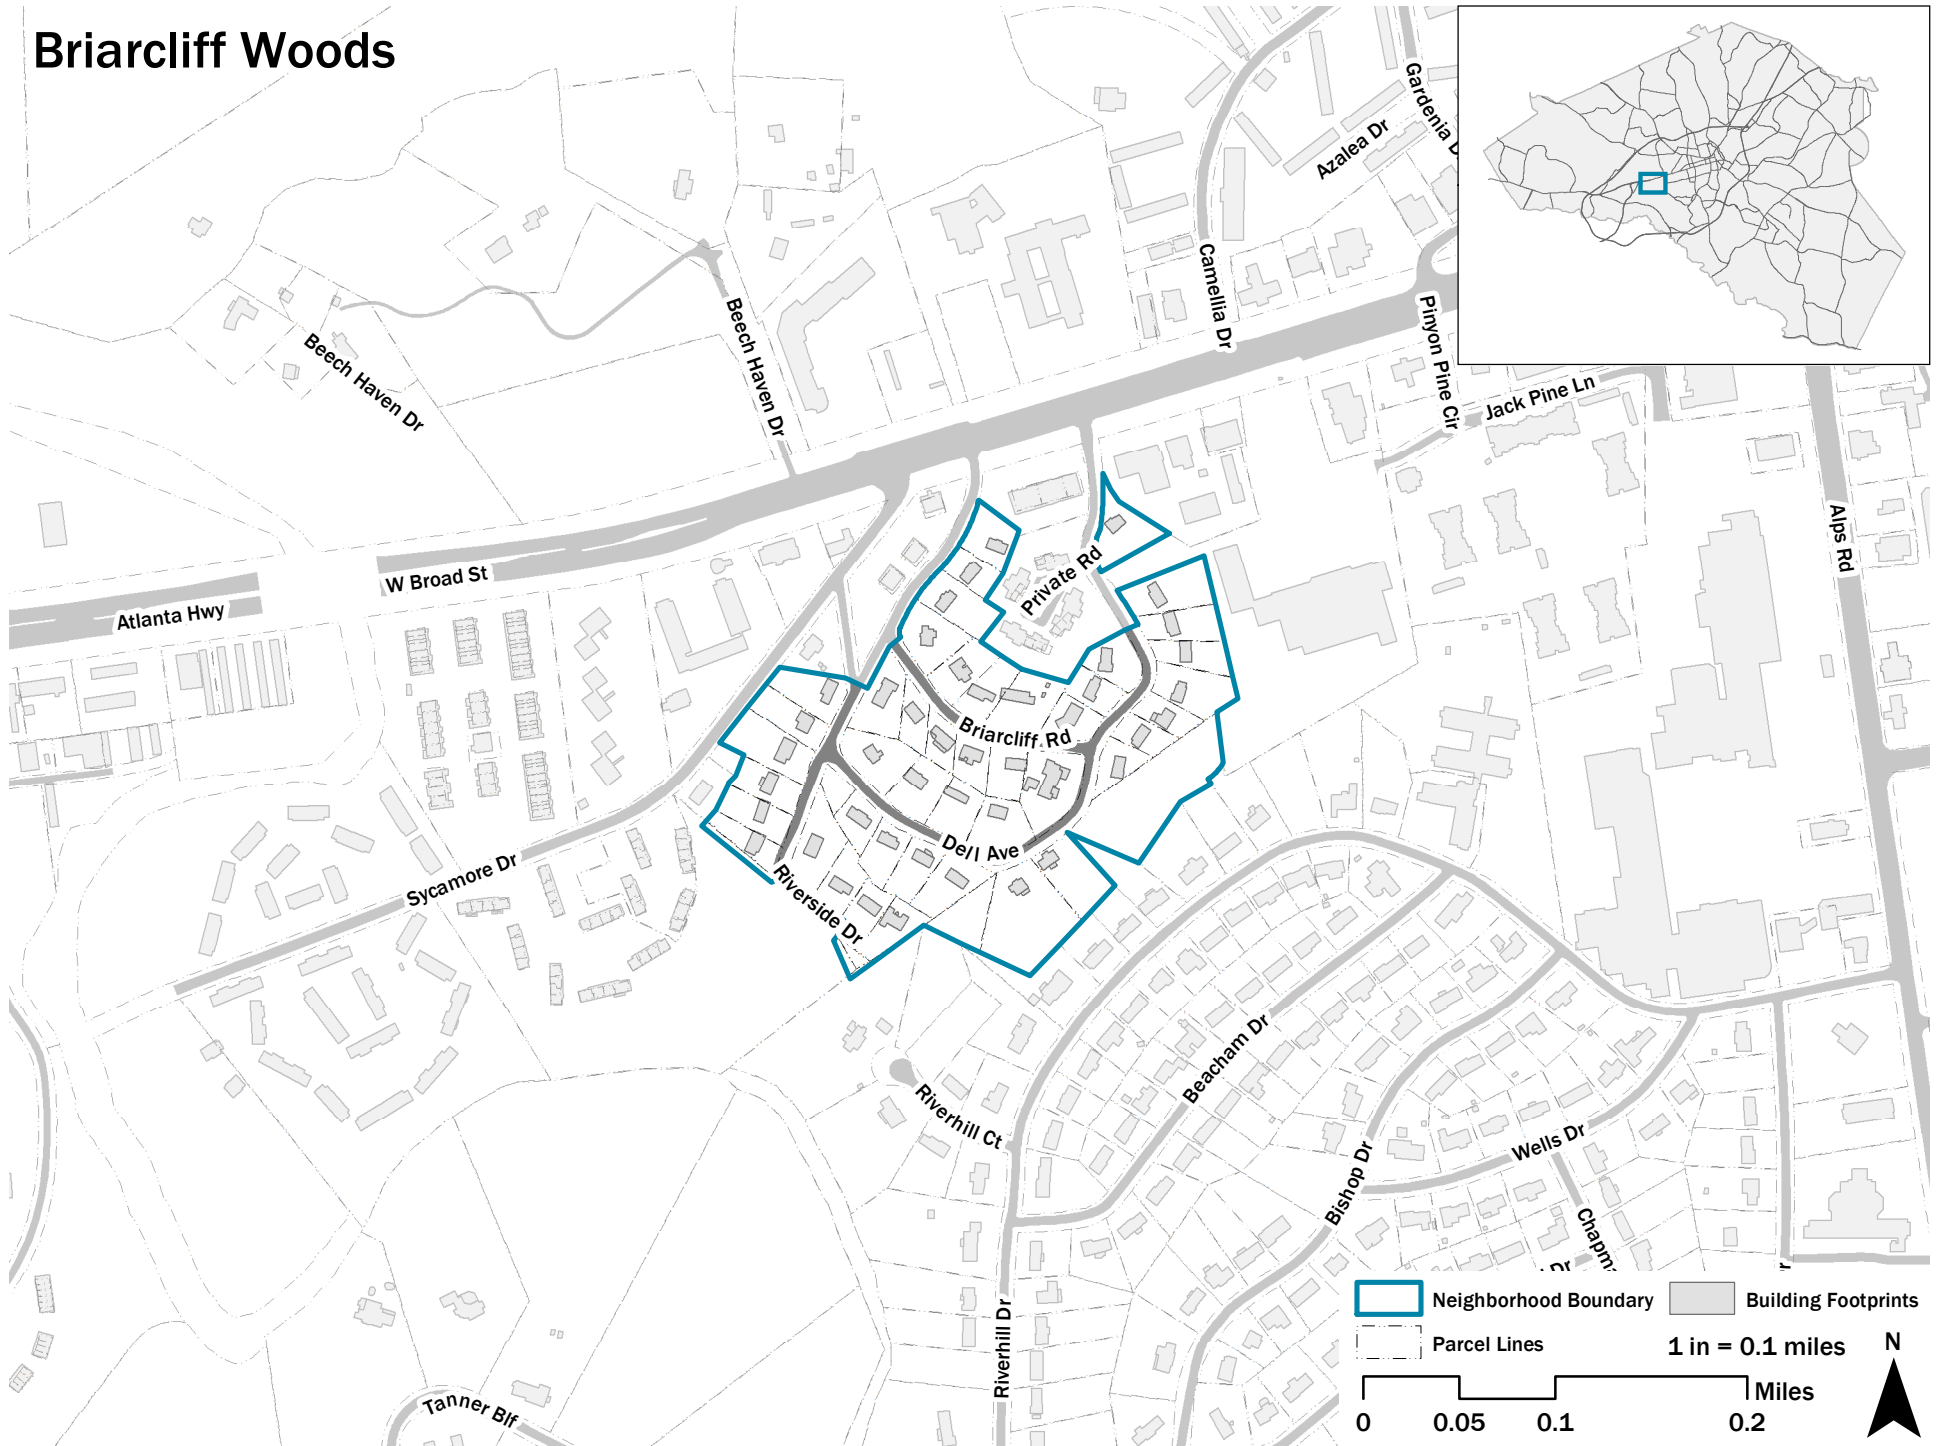 Briarcliff Woods
Gardenia D
Azalea Dr
Camellia Dr
Pinyon Pine Cir
Jack Pine Ln
Beech Haven Dr
Beech Haven Dr
Alps Rd
W Broad St
Atlanta Hwy
Private Rd
Briarcliff Rd
Dell Ave
Sycamore Dr
Riverside Dr
Beacham Dr
Riverhill Ct
Wells Dr
Bishop Dr
Chapm
Dr
Riverhill Dr
Tanner Blf
Neighborhood Boundary
Building Footprints
Parcel Lines
1 in = 0.1 miles
N
Miles
0 0.05 0.1 0.2